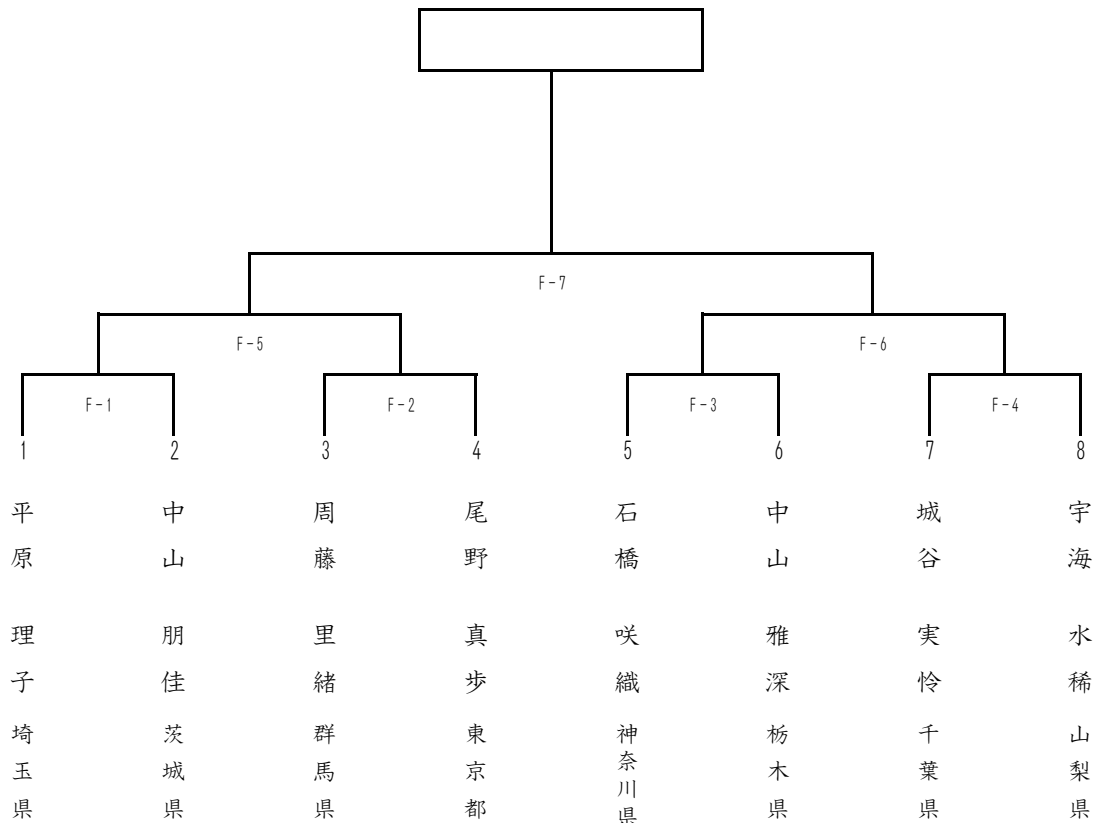 F-7
F-5
F-6
F-1
F-2
F-3
F-4
1
2
3
4
5
6
7
8
平原 理子 埼玉県
中山 朋佳 茨城県
周藤 里緒 群馬県
尾野 真歩 東京都
石橋 咲織 神奈川県
中山 雅深 栃木県
城谷 実怜 千葉県
宇海 水稀 山梨県